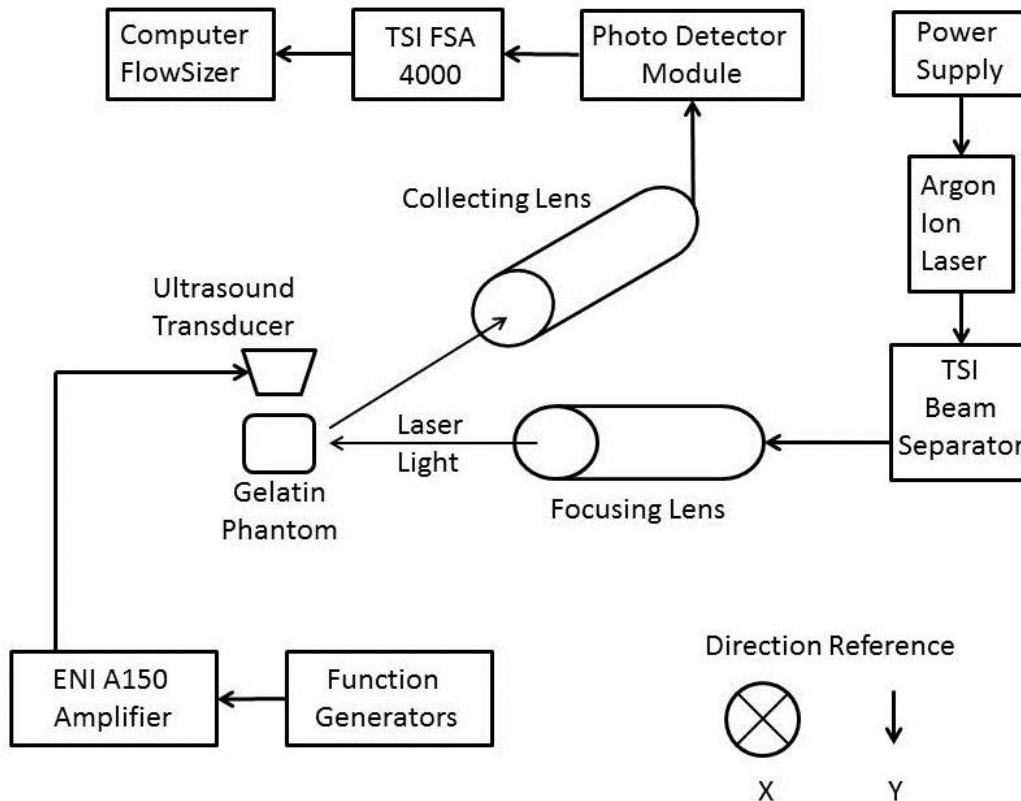 Computer
FlowSizer
TSI FSA
4000
Photo Detector
Module
Power
Supply
Collecting Lens
Argon
Ion
Laser
Ultrasound
Transducer
TSI
Beam
Separator
Laser
Light
Gelatin
Phantom
Focusing Lens
ENI A150
Amplifier
Function
Generators
Direction Reference
X
Y